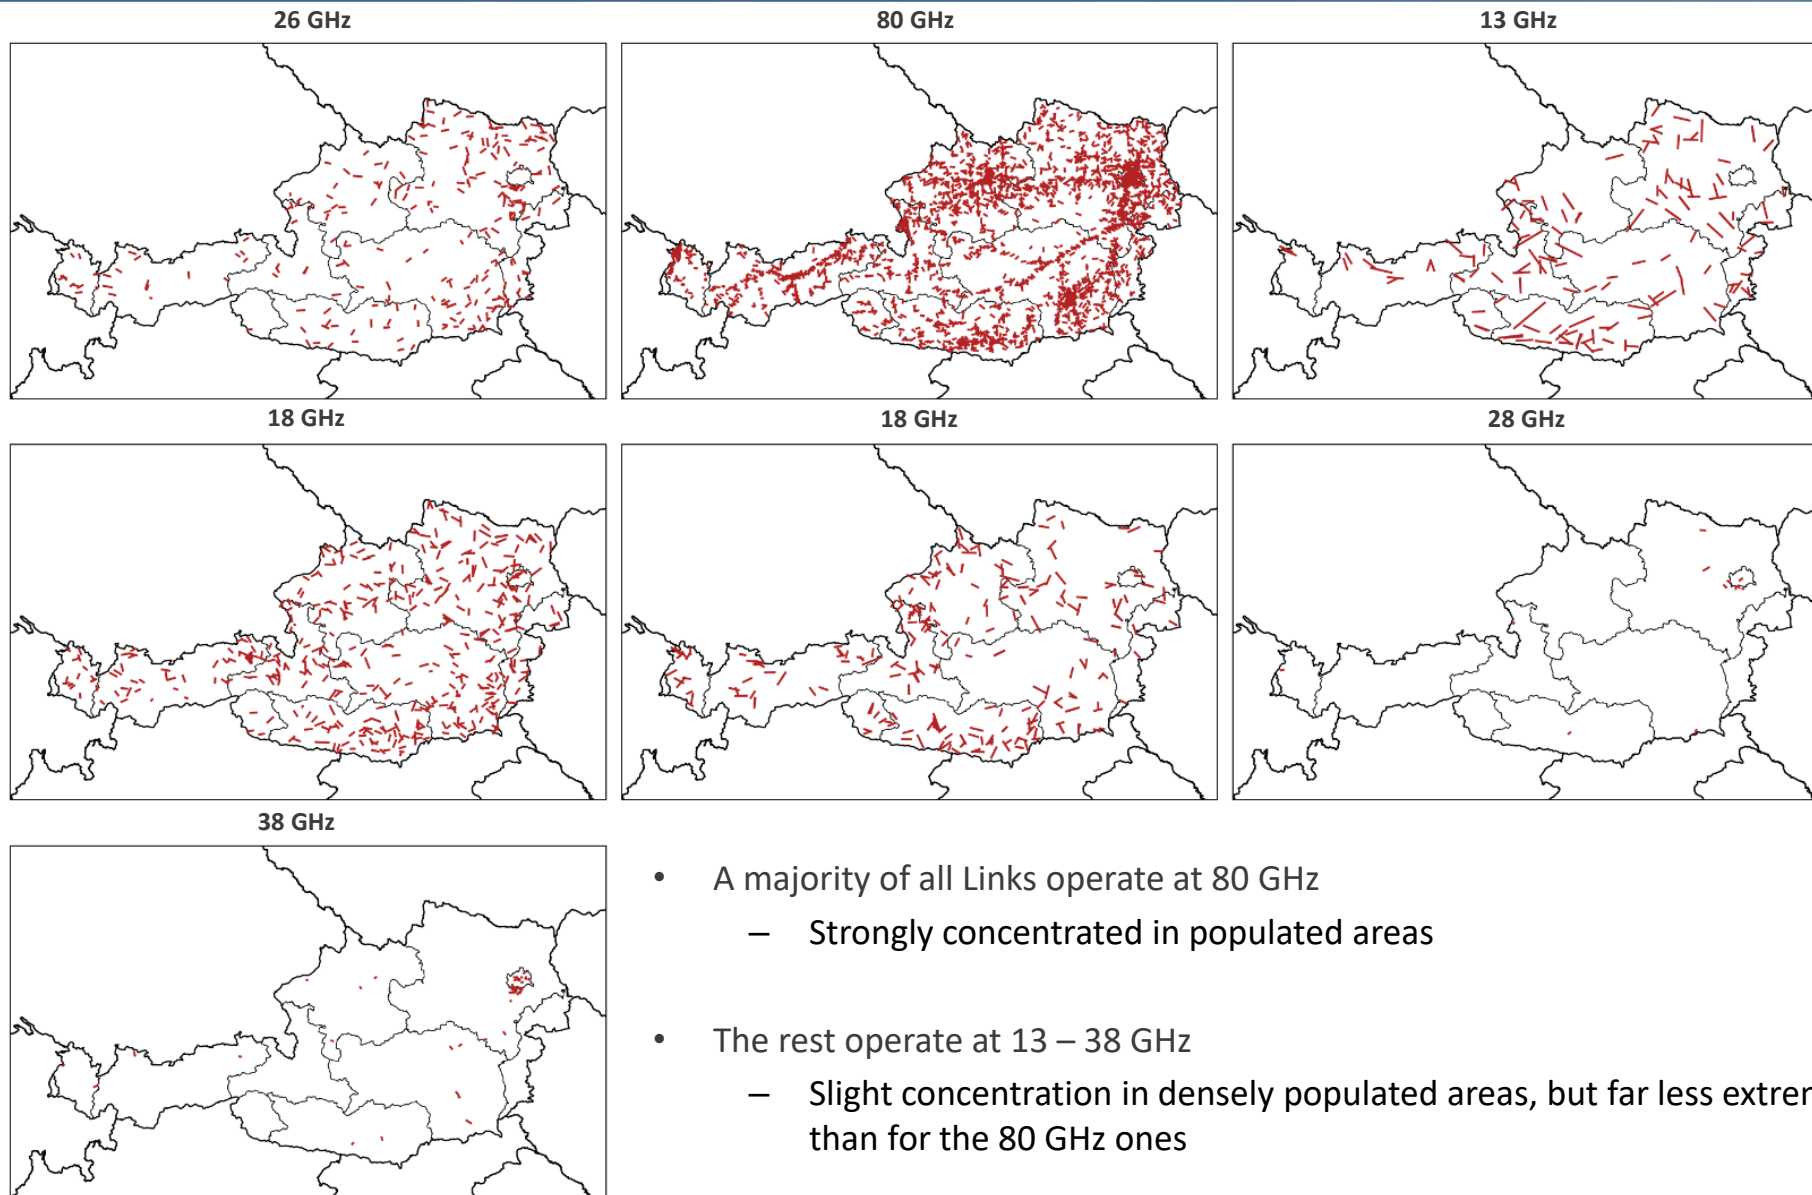 26 GHz
80 GHz
13 GHz
18 GHz
18 GHz
28 GHz
38 GHz
• A majority of all Links operate at 80 GHz
– Strongly concentrated in populated areas
• The rest operate at 13 – 38 GHz
– Slight concentration in densely populated areas, but far less
than for the 80 GHz ones